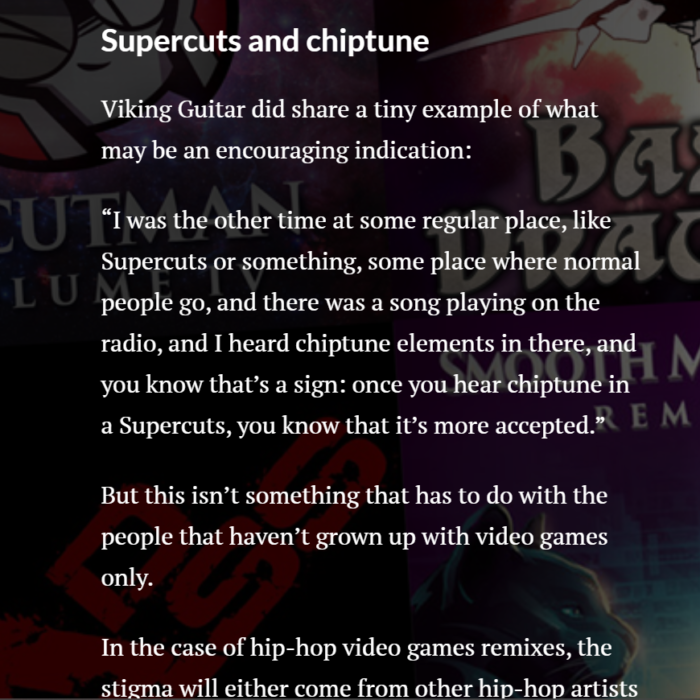 Supercuts and chiptune
Viking Guitar did share a tiny example of what
may be an encouraging indication:
“I was the other time at some regular place, like
Supercuts or something, some place where normal
people go, and there was a song playing on the
radio, and I heard chiptune elements in there, and
you know that’s a sign: once you hear chiptune in
a Supercuts, you know that it’s more accepted.”
But this isn’t something that has to do with the
people that haven’t grown up with video games
only.
In the case of hip-hop video games remixes, the
stigma will either come from other hip-hop artists
CUTMAN
LUME IV
SMOOTH M
REM